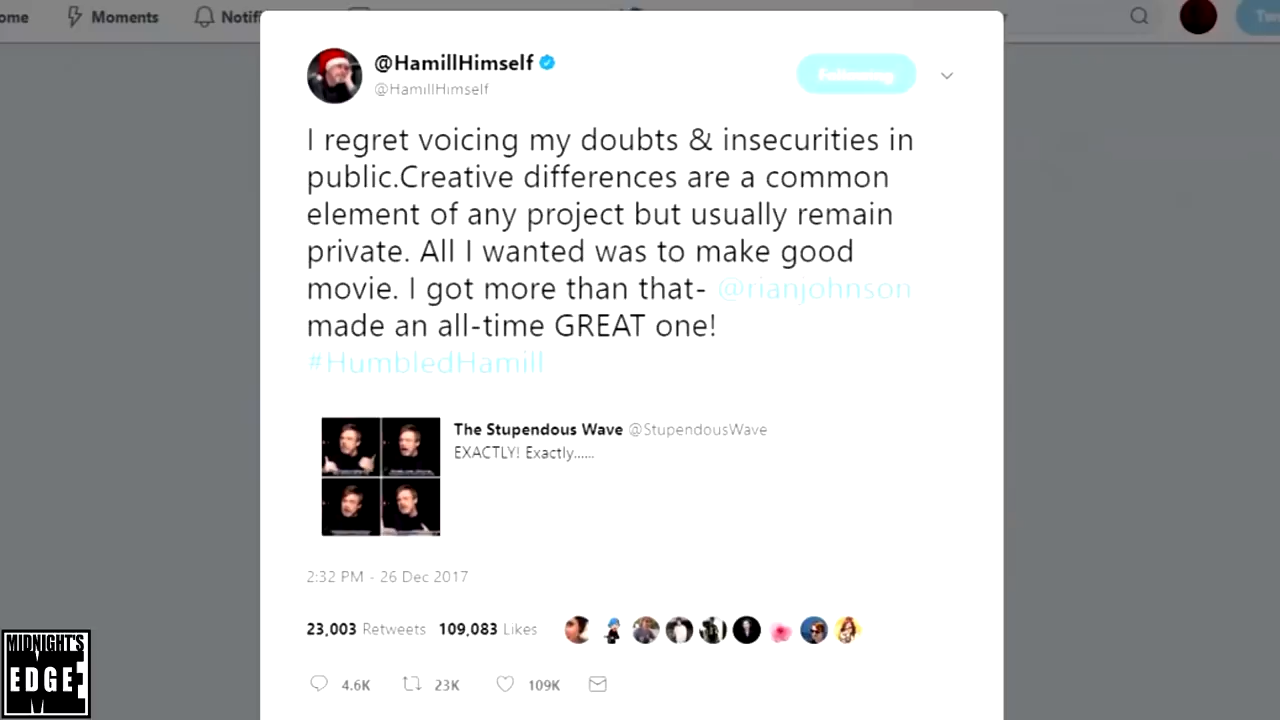 ome Moments Notifi
@HamillHimself
@HamillHimself
Following
I regret voicing my doubts & insecurities in
public.Creative differences are a common
element of any project but usually remain
private. All I wanted was to make good
movie. I got more than that- @rianjohnson
made an all-time GREAT one!
#HumbledHamill
The Stupendous Wave @StupendousWave
EXACTLY! Exactly......
2:32 PM - 26 Dec 2017
23,003 Retweets 109,083 Likes
4.6K 23K 109K
MIDNIGHT'S
EDGE